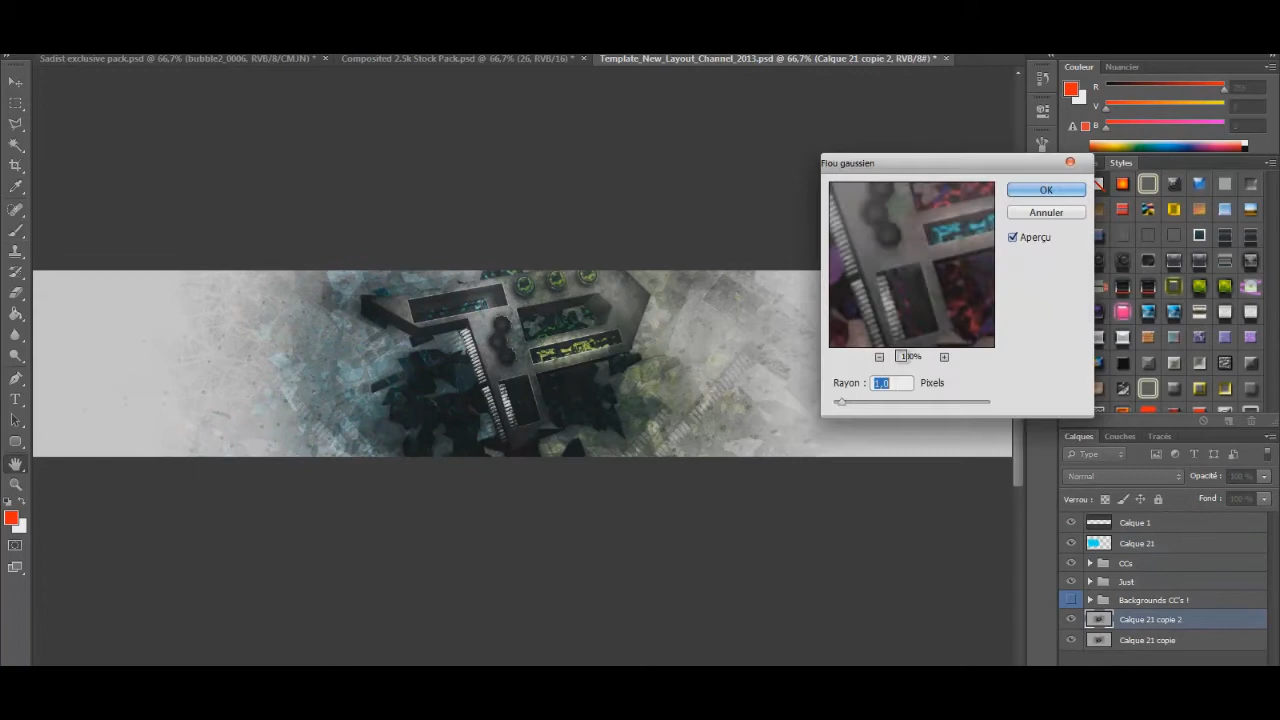 Sadist exclusive pack.psd @ 66,7% (bubble2_0006, RVB/8/CMJN) *
Composited 2.5k Stock Pack.psd @ 66,7% (26, RVB/16) *
Template_New_Layout_Channel_2013.psd @ 66,7% (Calque 21 copie 2, RVB/8#) *
Couleur
Nuancier
R
V
B
Styles
Flou gaussien
OK
Annuler
Aperçu
100%
Rayon : 1,0 Pixels
Calques
Couches
Tracés
Type
Normal
Opacité : 100 %
Verrou :
Fond : 100 %
Calque 1
Calque 21
CCs
Just
Backgrounds CC's !
Calque 21 copie 2
Calque 21 copie